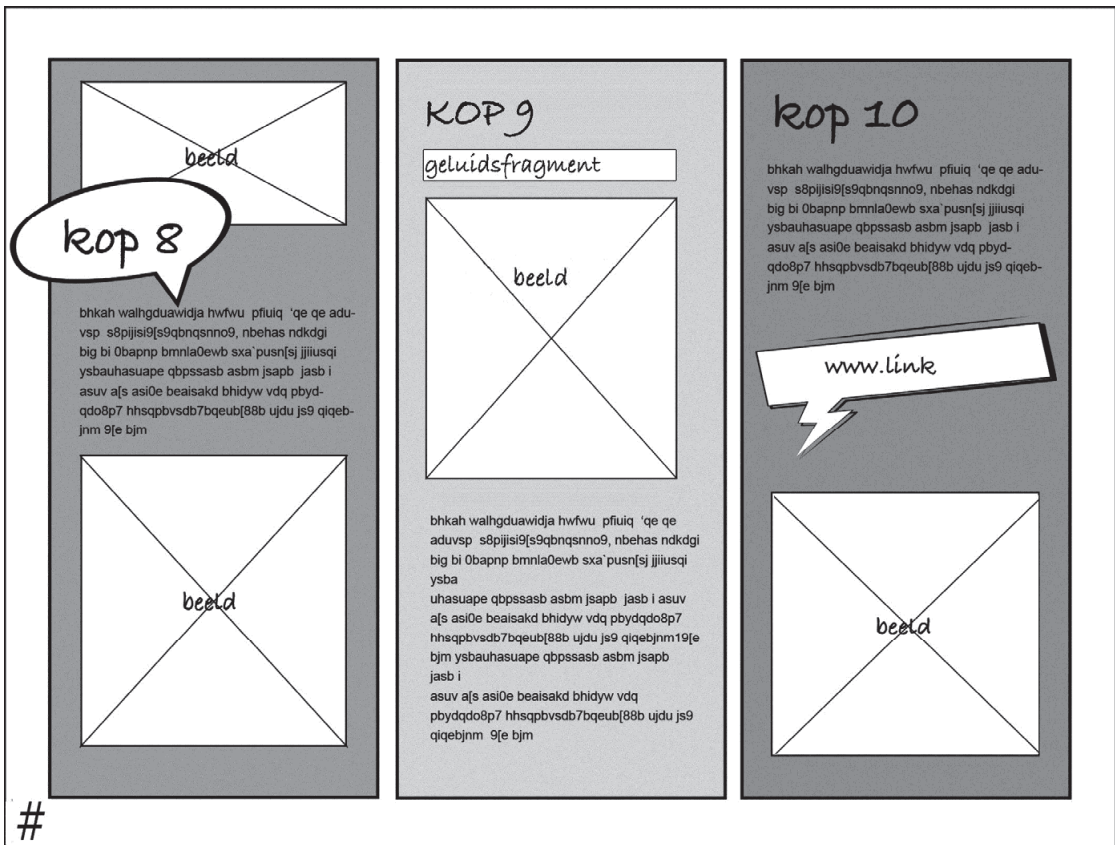 beeld
kop 8
bhkah walhgduawidja hwfwu pfiuiq ‘qe qe adu-
vsp s8pijisi9[s9qbnqsnno9, nbehas ndkdgi
big bi 0bapnp bmnla0ewb sxa`pusn[sj jjiiusqi
ysbauhasuape qbpssasb asbm jsapb jasb i
asuv a[s asi0e beaisakd bhidyw vdq pbyd-
qdo8p7 hhsqpbvsdb7bqeub[88b ujdu js9 qiqeb-
jnm 9[e bjm
beeld
KOP 9
geluidsfragment
beeld
bhkah walhgduawidja hwfwu pfiuiq ‘qe qe
aduvsp s8pijisi9[s9qbnqsnno9, nbehas ndkdgi
big bi 0bapnp bmnla0ewb sxa`pusn[sj jjiiusqi
ysba
uhasuape qbpssasb asbm jsapb jasb i asuv
a[s asi0e beaisakd bhidyw vdq pbydqdo8p7
hhsqpbvsdb7bqeub[88b ujdu js9 qiqebjnm19[e
bjm ysbauhasuape qbpssasb asbm jsapb
jasb i
asuv a[s asi0e beaisakd bhidyw vdq
pbydqdo8p7 hhsqpbvsdb7bqeub[88b ujdu js9
qiqebjnm 9[e bjm
kop 10
bhkah walhgduawidja hwfwu pfiuiq ‘qe qe adu-
vsp s8pijisi9[s9qbnqsnno9, nbehas ndkdgi
big bi 0bapnp bmnla0ewb sxa`pusn[sj jjiiusqi
ysbauhasuape qbpssasb asbm jsapb jasb i
asuv a[s asi0e beaisakd bhidyw vdq pbyd-
qdo8p7 hhsqpbvsdb7bqeub[88b ujdu js9 qiqeb-
jnm 9[e bjm
www.link
beeld
#